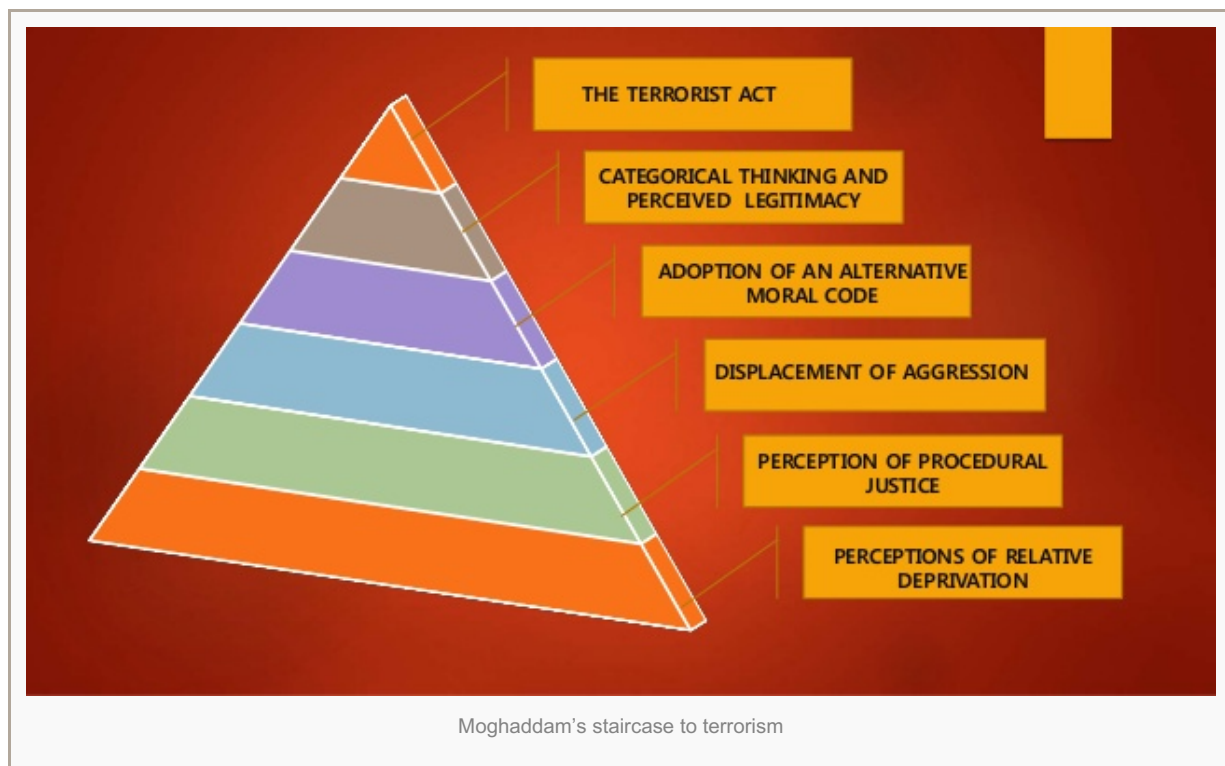 THE TERRORIST ACT
CATEGORICAL THINKING AND
PERCEIVED LEGITIMACY
ADOPTION OF AN ALTERNATIVE
MORAL CODE
DISPLACEMENT OF AGGRESSION
PERCEPTION OF PROCEDURAL
JUSTICE
PERCEPTIONS OF RELATIVE
DEPRIVATION
Moghaddam’s staircase to terrorism